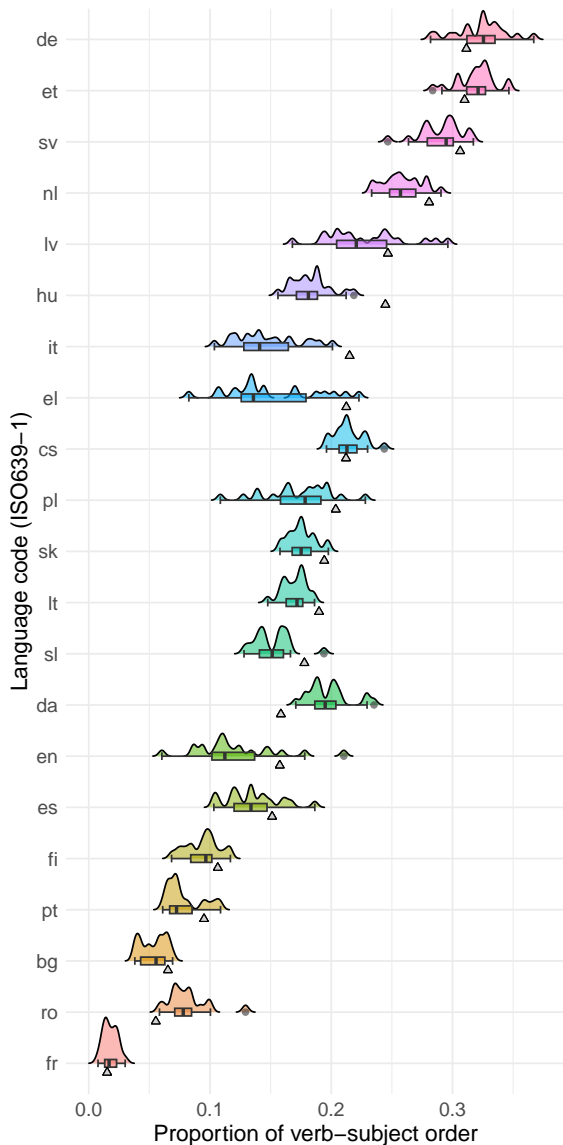 de
et
sv
nl
lv
hu
it
el
cs
pl
sk
lt
sl
da
en
es
fi
pt
bg
ro
fr
Language code (ISO639−1)
0.0 0.1 0.2 0.3
Proportion of verb−subject order